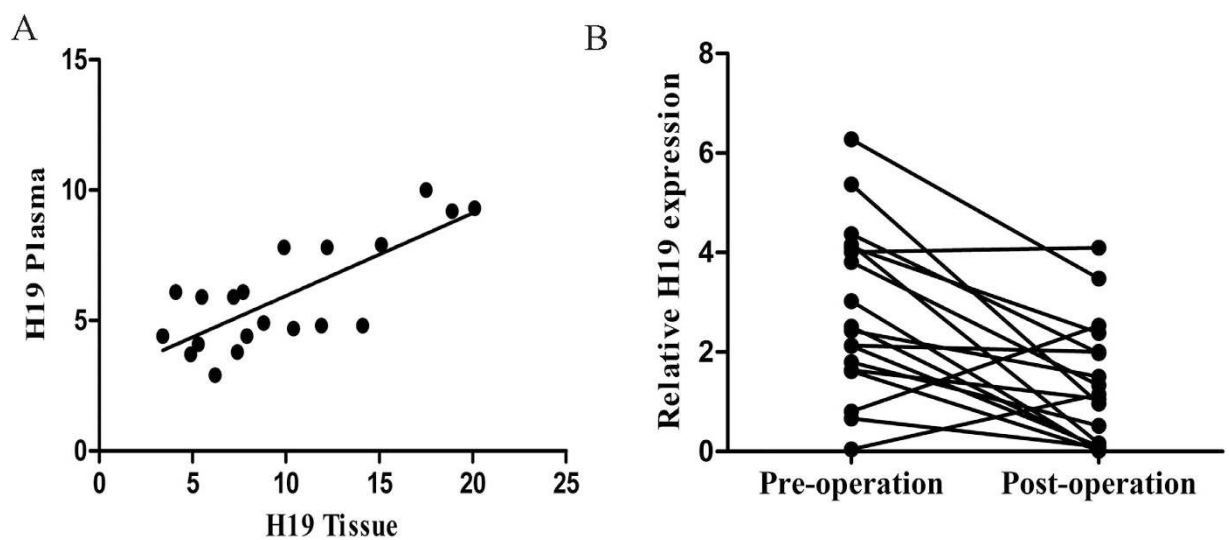 A
15
10
5
0
H19 Plasma
0 5 10 15 20 25
H19 Tissue
B
8
6
4
2
0
Relative H19 expression
Pre-operation Post-operation